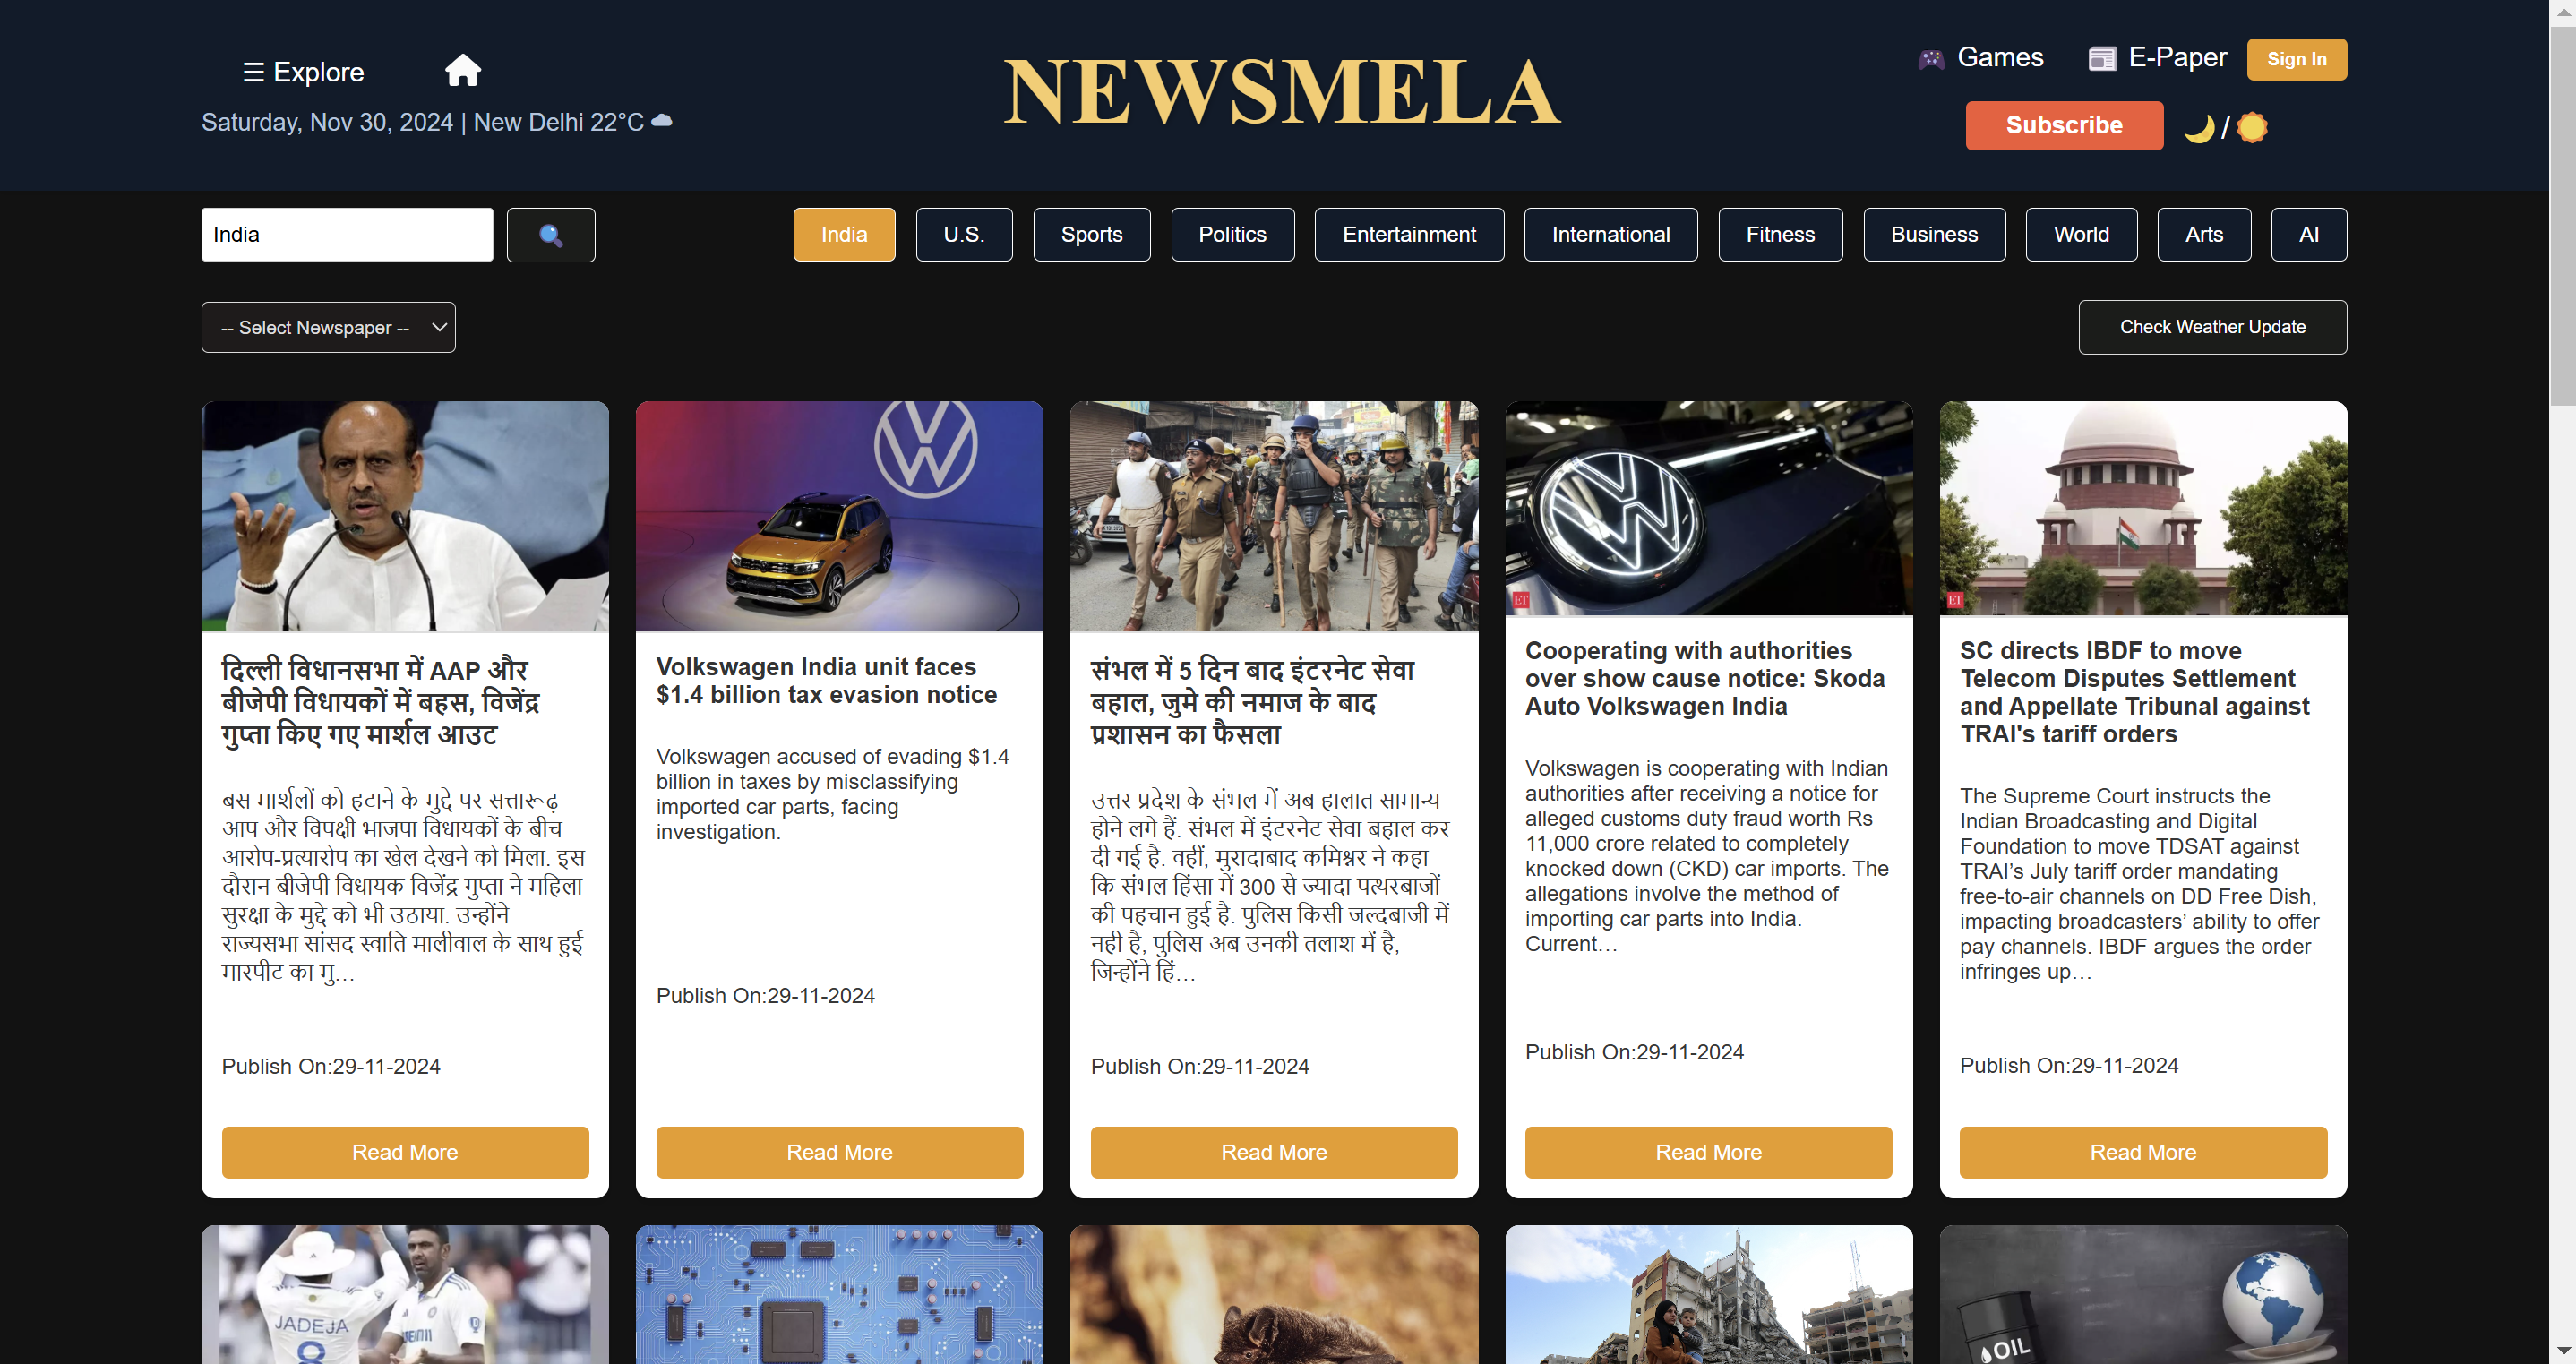 ☰ Explore
Saturday, Nov 30, 2024 | New Delhi 22°C
NEWSMELA
Games
E-Paper
Sign In
Subscribe
/
India
India
U.S.
Sports
Politics
Entertainment
International
Fitness
Business
World
Arts
AI
-- Select Newspaper --
Check Weather Update
दिल्ली विधानसभा में AAP और
बीजेपी विधायकों में बहस, विजेंद्र
गुप्ता किए गए मार्शल आउट
बस मार्शलों को हटाने के मुद्दे पर सत्तारूढ़
आप और विपक्षी भाजपा विधायकों के बीच
आरोप-प्रत्यारोप का खेल देखने को मिला. इस
दौरान बीजेपी विधायक विजेंद्र गुप्ता ने महिला
सुरक्षा के मुद्दे को भी उठाया. उन्होंने
राज्यसभा सांसद स्वाति मालीवाल के साथ हुई
मारपीट का मु…
Publish On:29-11-2024
Read More
Volkswagen India unit faces
$1.4 billion tax evasion notice
Volkswagen accused of evading $1.4
billion in taxes by misclassifying
imported car parts, facing
investigation.
Publish On:29-11-2024
Read More
संभल में 5 दिन बाद इंटरनेट सेवा
बहाल, जुमे की नमाज के बाद
प्रशासन का फैसला
उत्तर प्रदेश के संभल में अब हालात सामान्य
होने लगे हैं. संभल में इंटरनेट सेवा बहाल कर
दी गई है. वहीं, मुरादाबाद कमिश्नर ने कहा
कि संभल हिंसा में 300 से ज्यादा पत्थरबाजों
की पहचान हुई है. पुलिस किसी जल्दबाजी में
नही है, पुलिस अब उनकी तलाश में है,
जिन्होंने हिं…
Publish On:29-11-2024
Read More
ET
Cooperating with authorities
over show cause notice: Skoda
Auto Volkswagen India
Volkswagen is cooperating with Indian
authorities after receiving a notice for
alleged customs duty fraud worth Rs
11,000 crore related to completely
knocked down (CKD) car imports. The
allegations involve the method of
importing car parts into India.
Current…
Publish On:29-11-2024
Read More
ET
SC directs IBDF to move
Telecom Disputes Settlement
and Appellate Tribunal against
TRAI's tariff orders
The Supreme Court instructs the
Indian Broadcasting and Digital
Foundation to move TDSAT against
TRAI’s July tariff order mandating
free-to-air channels on DD Free Dish,
impacting broadcasters’ ability to offer
pay channels. IBDF argues the order
infringes up…
Publish On:29-11-2024
Read More
JADEJA
8
OIL